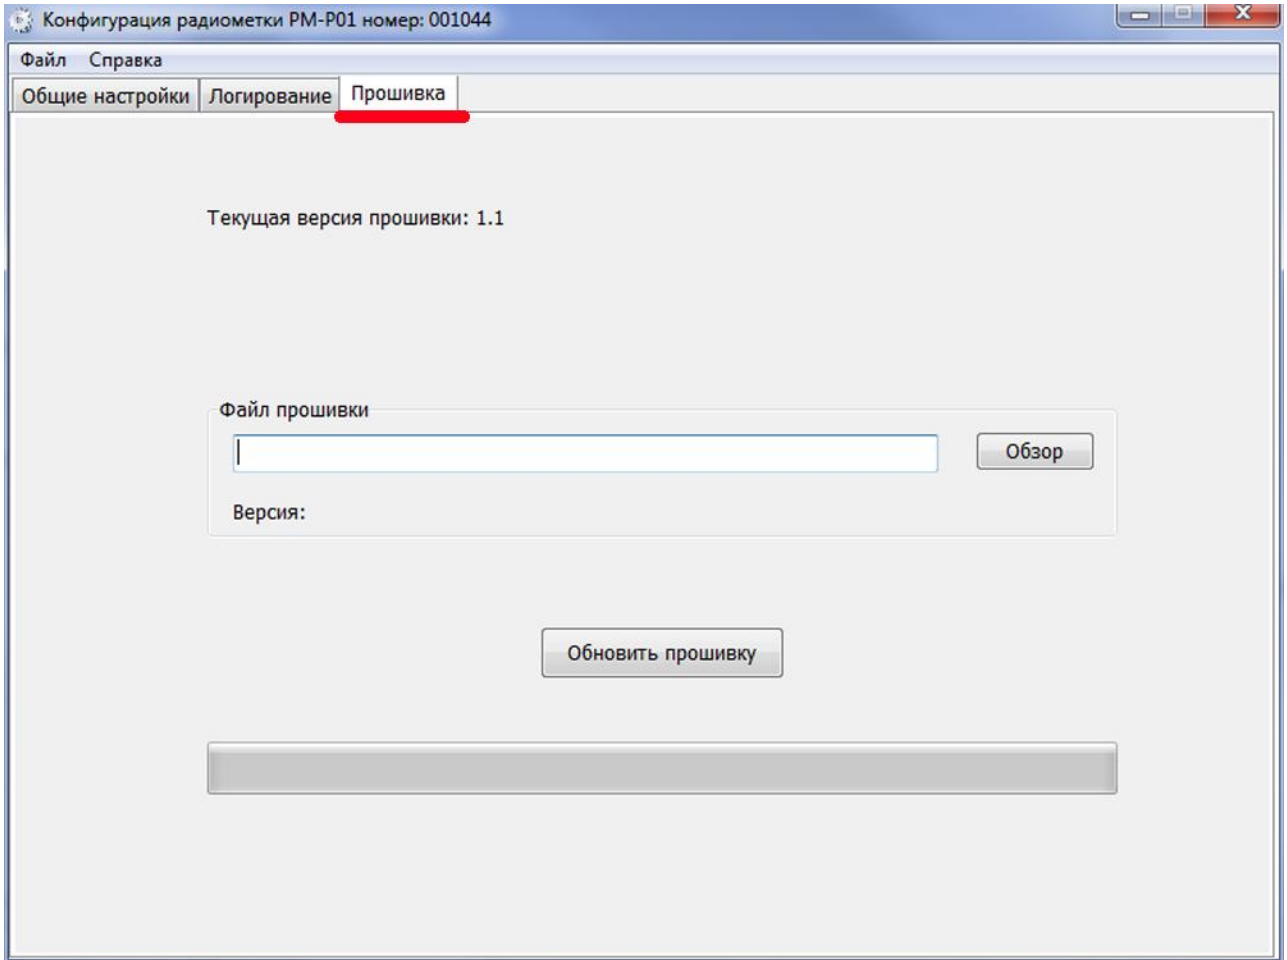 Конфигурация радиометки РМ-Р01 номер: 001044
Файл Справка
Общие настройки Логирование Прошивка
Текущая версия прошивки: 1.1
Файл прошивки
Обзор
Версия:
Обновить прошивку